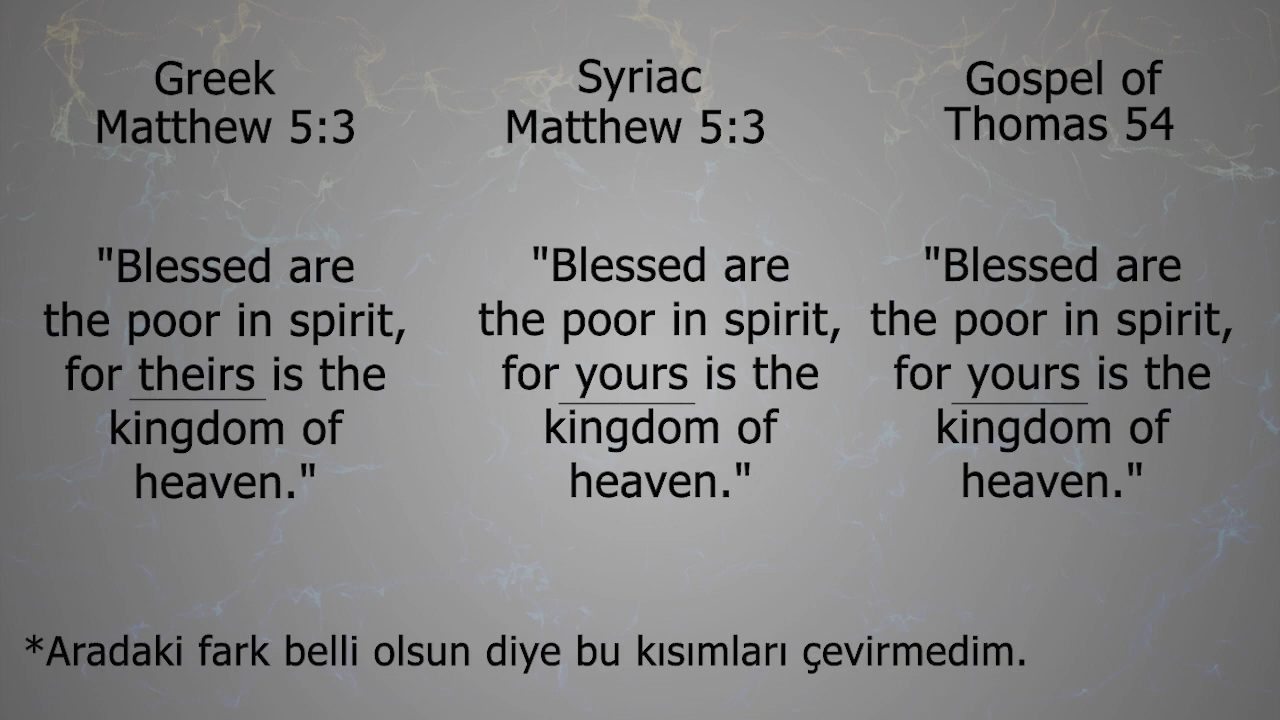 Greek
Matthew 5:3
"Blessed are
the poor in spirit,
for theirs is the
kingdom of
heaven."
Syriac
Matthew 5:3
"Blessed are
the poor in spirit,
for yours is the
kingdom of
heaven."
Gospel of
Thomas 54
"Blessed are
the poor in spirit,
for yours is the
kingdom of
heaven."
*Aradaki fark belli olsun diye bu kısımları çevirmedim.